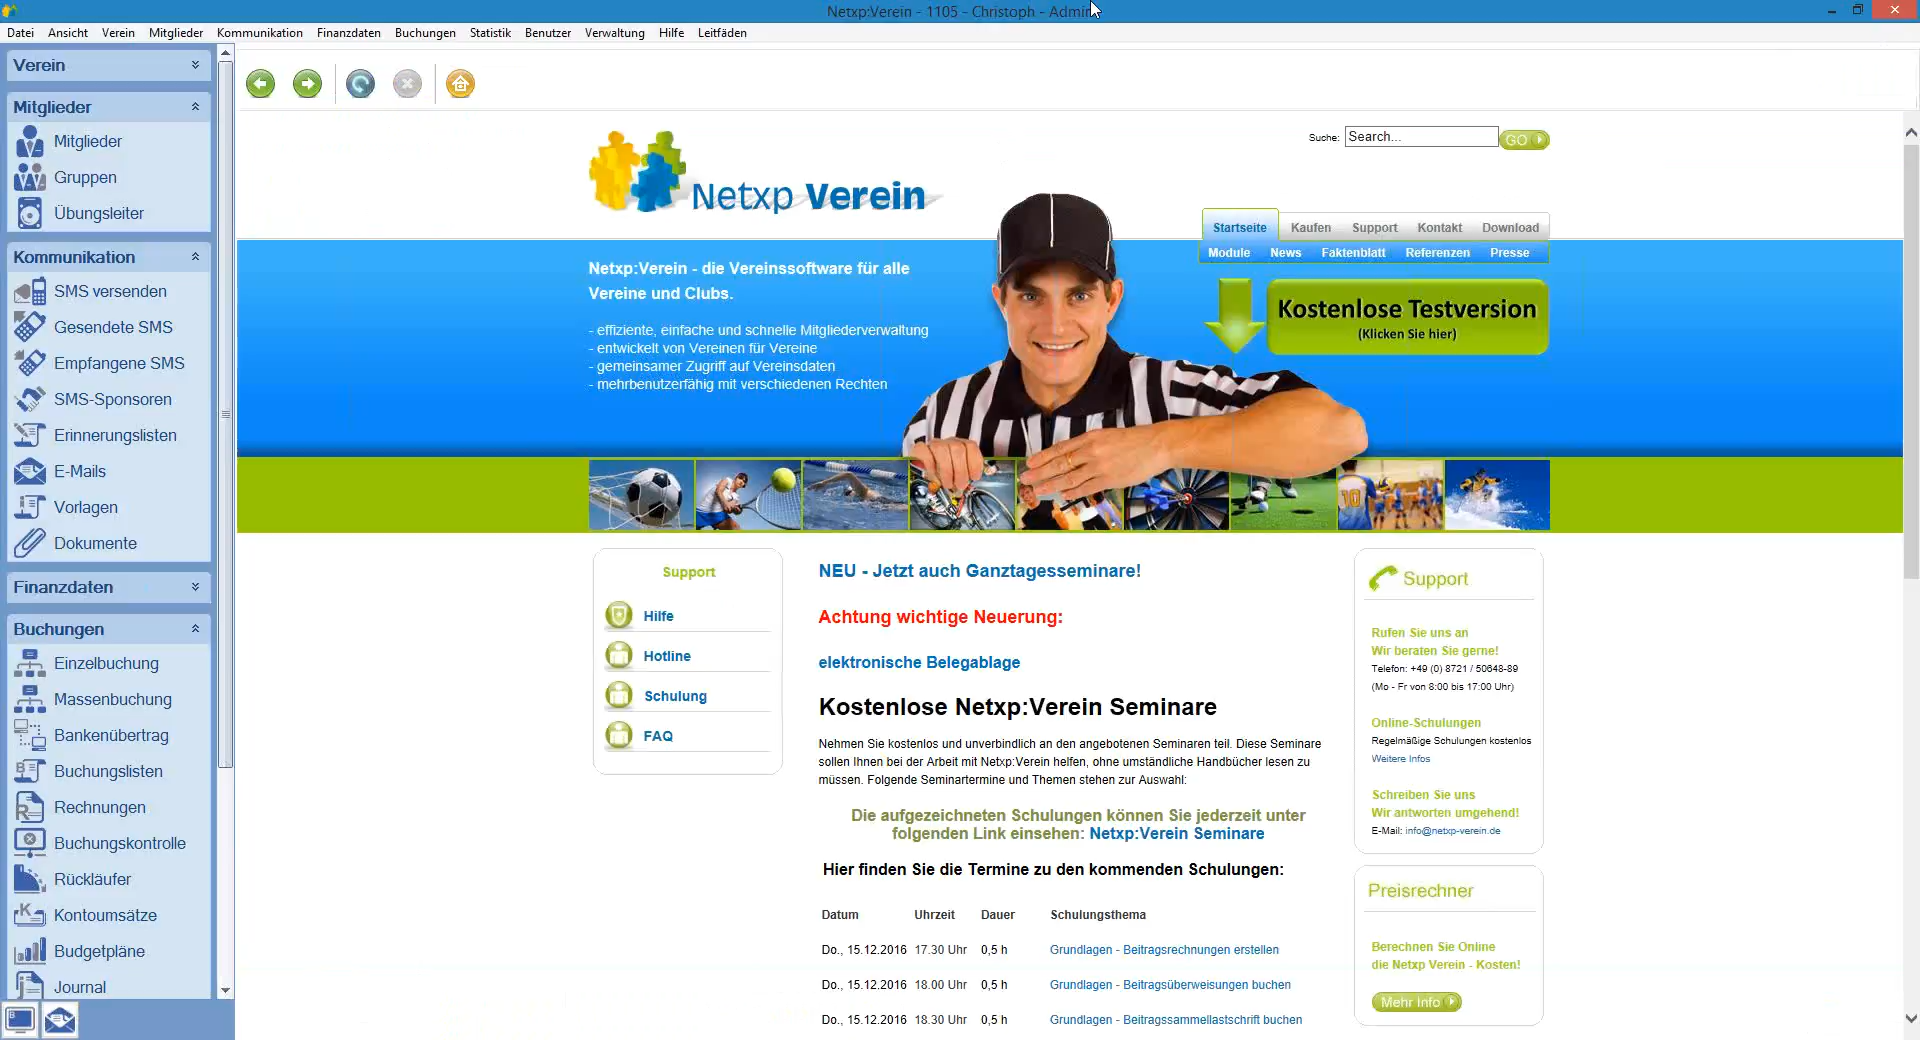 Netxp:Verein - 1105 - Christoph - Admin
Datei Ansicht Verein Mitglieder Kommunikation Finanzdaten Buchungen Statistik Benutzer Verwaltung Hilfe Leitfäden
Verein
Mitglieder
Mitglieder
Gruppen
Übungsleiter
Kommunikation
SMS versenden
Gesendete SMS
Empfangene SMS
SMS-Sponsoren
Erinnerungslisten
E-Mails
Vorlagen
Dokumente
Finanzdaten
Buchungen
Einzelbuchung
Massenbuchung
Bankenübertrag
Buchungslisten
Rechnungen
Buchungskontrolle
Rückläufer
Kontoumsätze
Budgetpläne
Journal
Netxp Verein
Suche: Search... GO
Startseite Kaufen Support Kontakt Download
Module News Faktenblatt Referenzen Presse
Netxp:Verein - die Vereinssoftware für alle
Vereine und Clubs.
- effiziente, einfache und schnelle Mitgliederverwaltung
- entwickelt von Vereinen für Vereine
- gemeinsamer Zugriff auf Vereinsdaten
- mehrbenutzerfähig mit verschiedenen Rechten
Kostenlose Testversion
(Klicken Sie hier)
10
Support
Hilfe
Hotline
Schulung
FAQ
NEU - Jetzt auch Ganztagesseminare!
Achtung wichtige Neuerung:
elektronische Belegablage
Kostenlose Netxp:Verein Seminare
Nehmen Sie kostenlos und unverbindlich an den angebotenen Seminaren teil. Diese Seminare
sollen Ihnen bei der Arbeit mit Netxp:Verein helfen, ohne umständliche Handbücher lesen zu
müssen. Folgende Seminartermine und Themen stehen zur Auswahl:
Die aufgezeichneten Schulungen können Sie jederzeit unter
folgenden Link einsehen: Netxp:Verein Seminare
Hier finden Sie die Termine zu den kommenden Schulungen:
Datum Uhrzeit Dauer Schulungsthema
Do., 15.12.2016 17.30 Uhr 0,5 h Grundlagen - Beitragsrechnungen erstellen
Do., 15.12.2016 18.00 Uhr 0,5 h Grundlagen - Beitragsüberweisungen buchen
Do., 15.12.2016 18.30 Uhr 0,5 h Grundlagen - Beitragssammellastschrift buchen
Support
Rufen Sie uns an
Wir beraten Sie gerne!
Telefon: +49 (0) 8721 / 50648-89
(Mo - Fr von 8:00 bis 17:00 Uhr)
Online-Schulungen
Regelmäßige Schulungen kostenlos
Weitere Infos
Schreiben Sie uns
Wir antworten umgehend!
E-Mail: info@netxp-verein.de
Preisrechner
Berechnen Sie Online
die Netxp Verein - Kosten!
Mehr Info